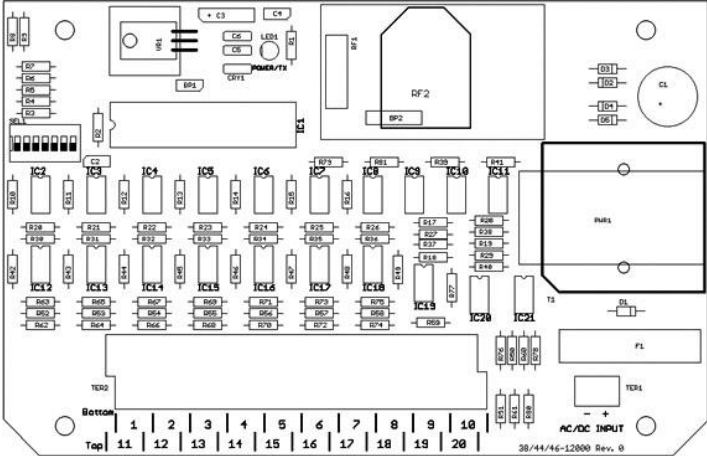 + C3
C4
R8
R9
VR1
C6
C5
LED1
R1
POWER/TX
CRY1
BP1
RF1
RF2
BP2
D3
D2
D4
D5
C1
+
R7
R6
R5
R4
R3
SEL1
R2
IC1
C2
R79
R81
R39
R41
IC2
IC3
IC4
IC5
IC6
IC7
IC8
IC9
IC10
IC11
R10
R11
R12
R13
R14
R15
R16
PWR1
R20
R21
R22
R23
R24
R25
R26
R17
R28
R30
R31
R32
R33
R34
R35
R36
R27
R38
R37
R19
R18
R29
R40
R42
R43
R44
R45
R46
R47
R48
R49
IC12
IC13
IC14
IC15
IC16
IC17
IC18
IC19
R77
IC20
IC21
T1
D1
R63
R65
R67
R69
R71
R73
R75
R52
R53
R54
R55
R56
R57
R58
R62
R64
R66
R68
R70
R72
R74
R59
R76
R50
R60
R78
F1
TER2
R51
R61
R80
TER1
- +
AC/DC INPUT
Bottom
1 2 3 4 5 6 7 8 9 10
Top 11 12 13 14 15 16 17 18 19 20
38/44/46-12000 Rev. 0